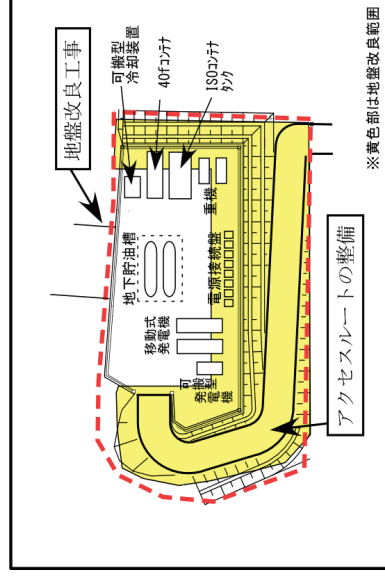 地盤改良工事
可搬型
冷却装置
40fコンテナ
ISOコンテナ
タンク
地下貯油槽
重機
電源接続盤
移動式
発電機
可搬型
発電機
アクセスルートの整備
※黄色部は地盤改良範囲